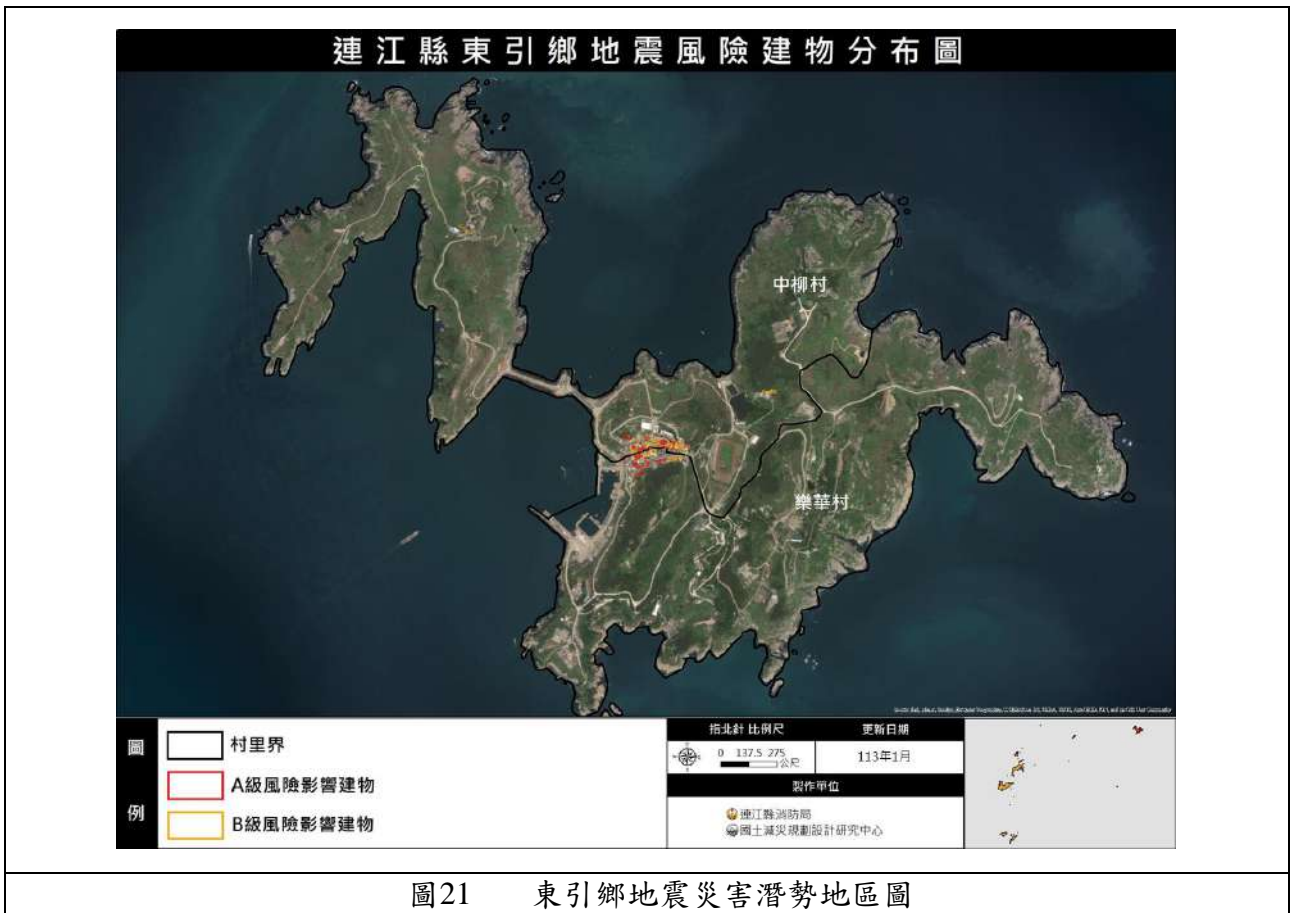 連江縣東引鄉地震風險建物分布圖
中柳村
樂華村
圖例
村里界
A級風險影響建物
B級風險影響建物
指北針 比例尺
0 137.5 275
公尺
更新日期
113年1月
製作單位
連江縣消防局
國土減災規劃設計研究中心
圖21 東引鄉地震災害潛勢地區圖